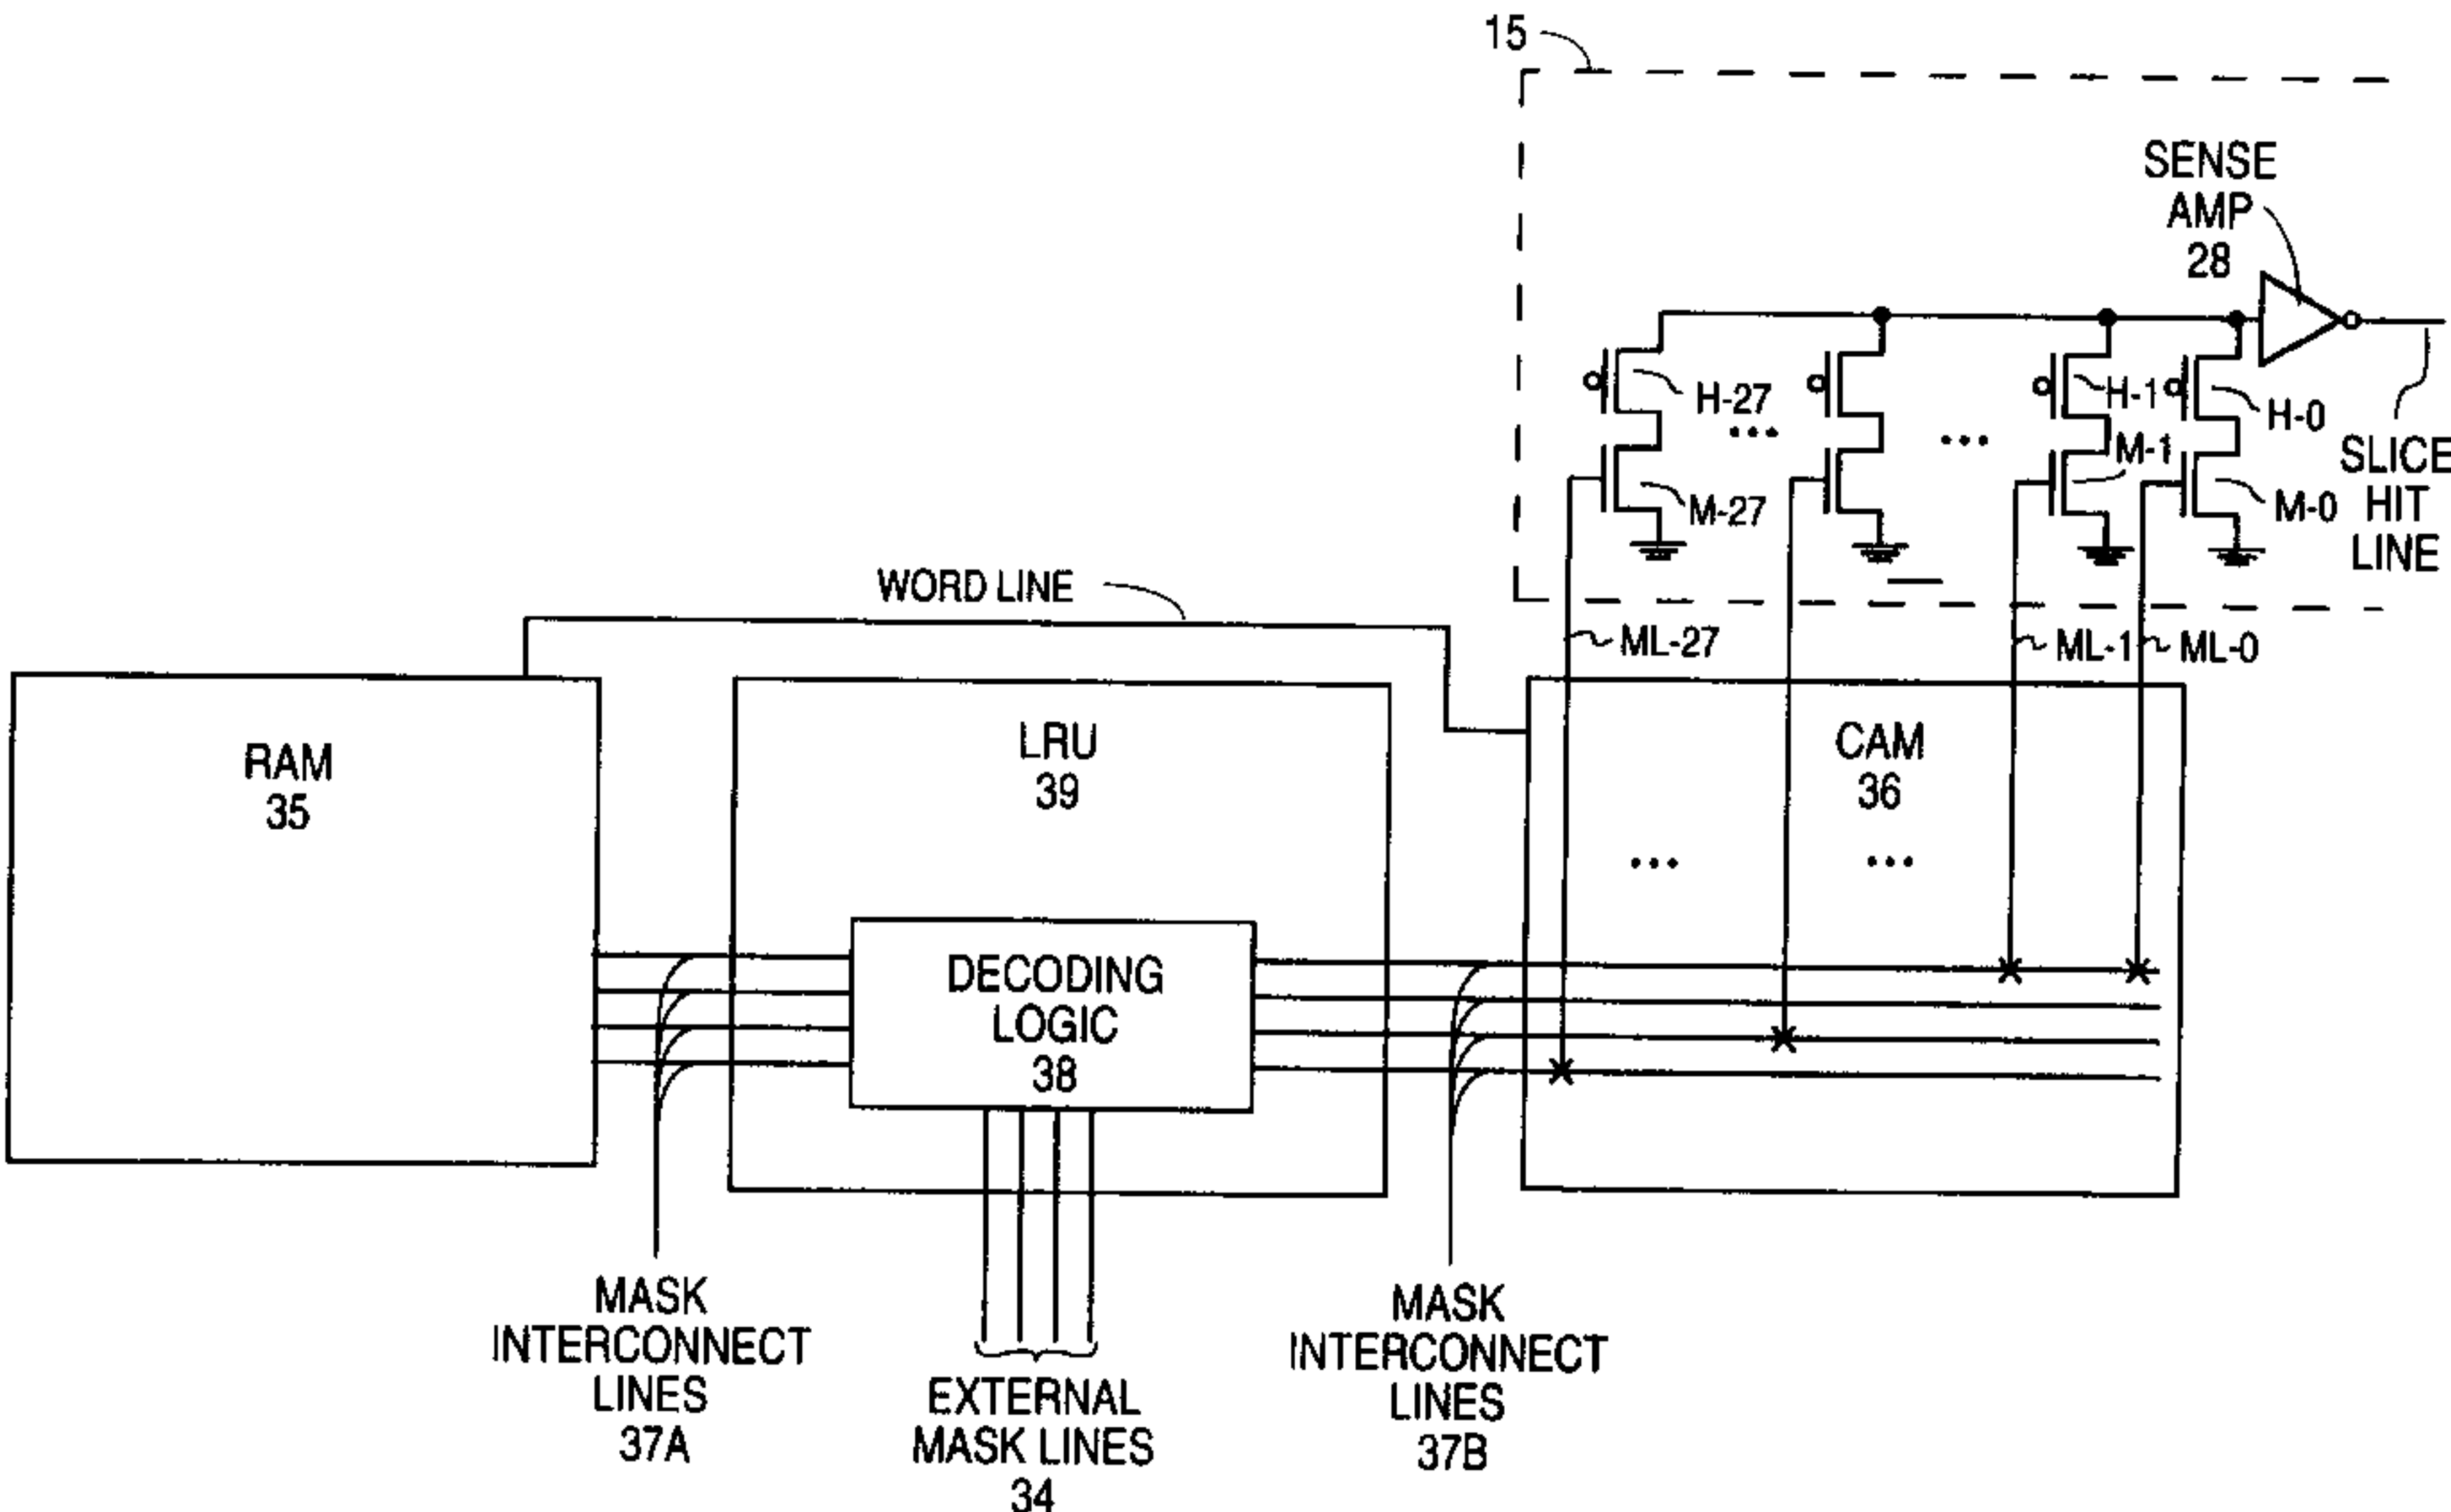 15
SENSE
AMP
28
H-27
H-1
H-0
M-1
M-27
M-0
SLICE
HIT
LINE
WORD LINE
ML-27
ML-1
ML-0
RAM
35
LRU
39
CAM
36
DECODING
LOGIC
38
MASK
INTERCONNECT
LINES
37A
EXTERNAL
MASK LINES
34
MASK
INTERCONNECT
LINES
37B